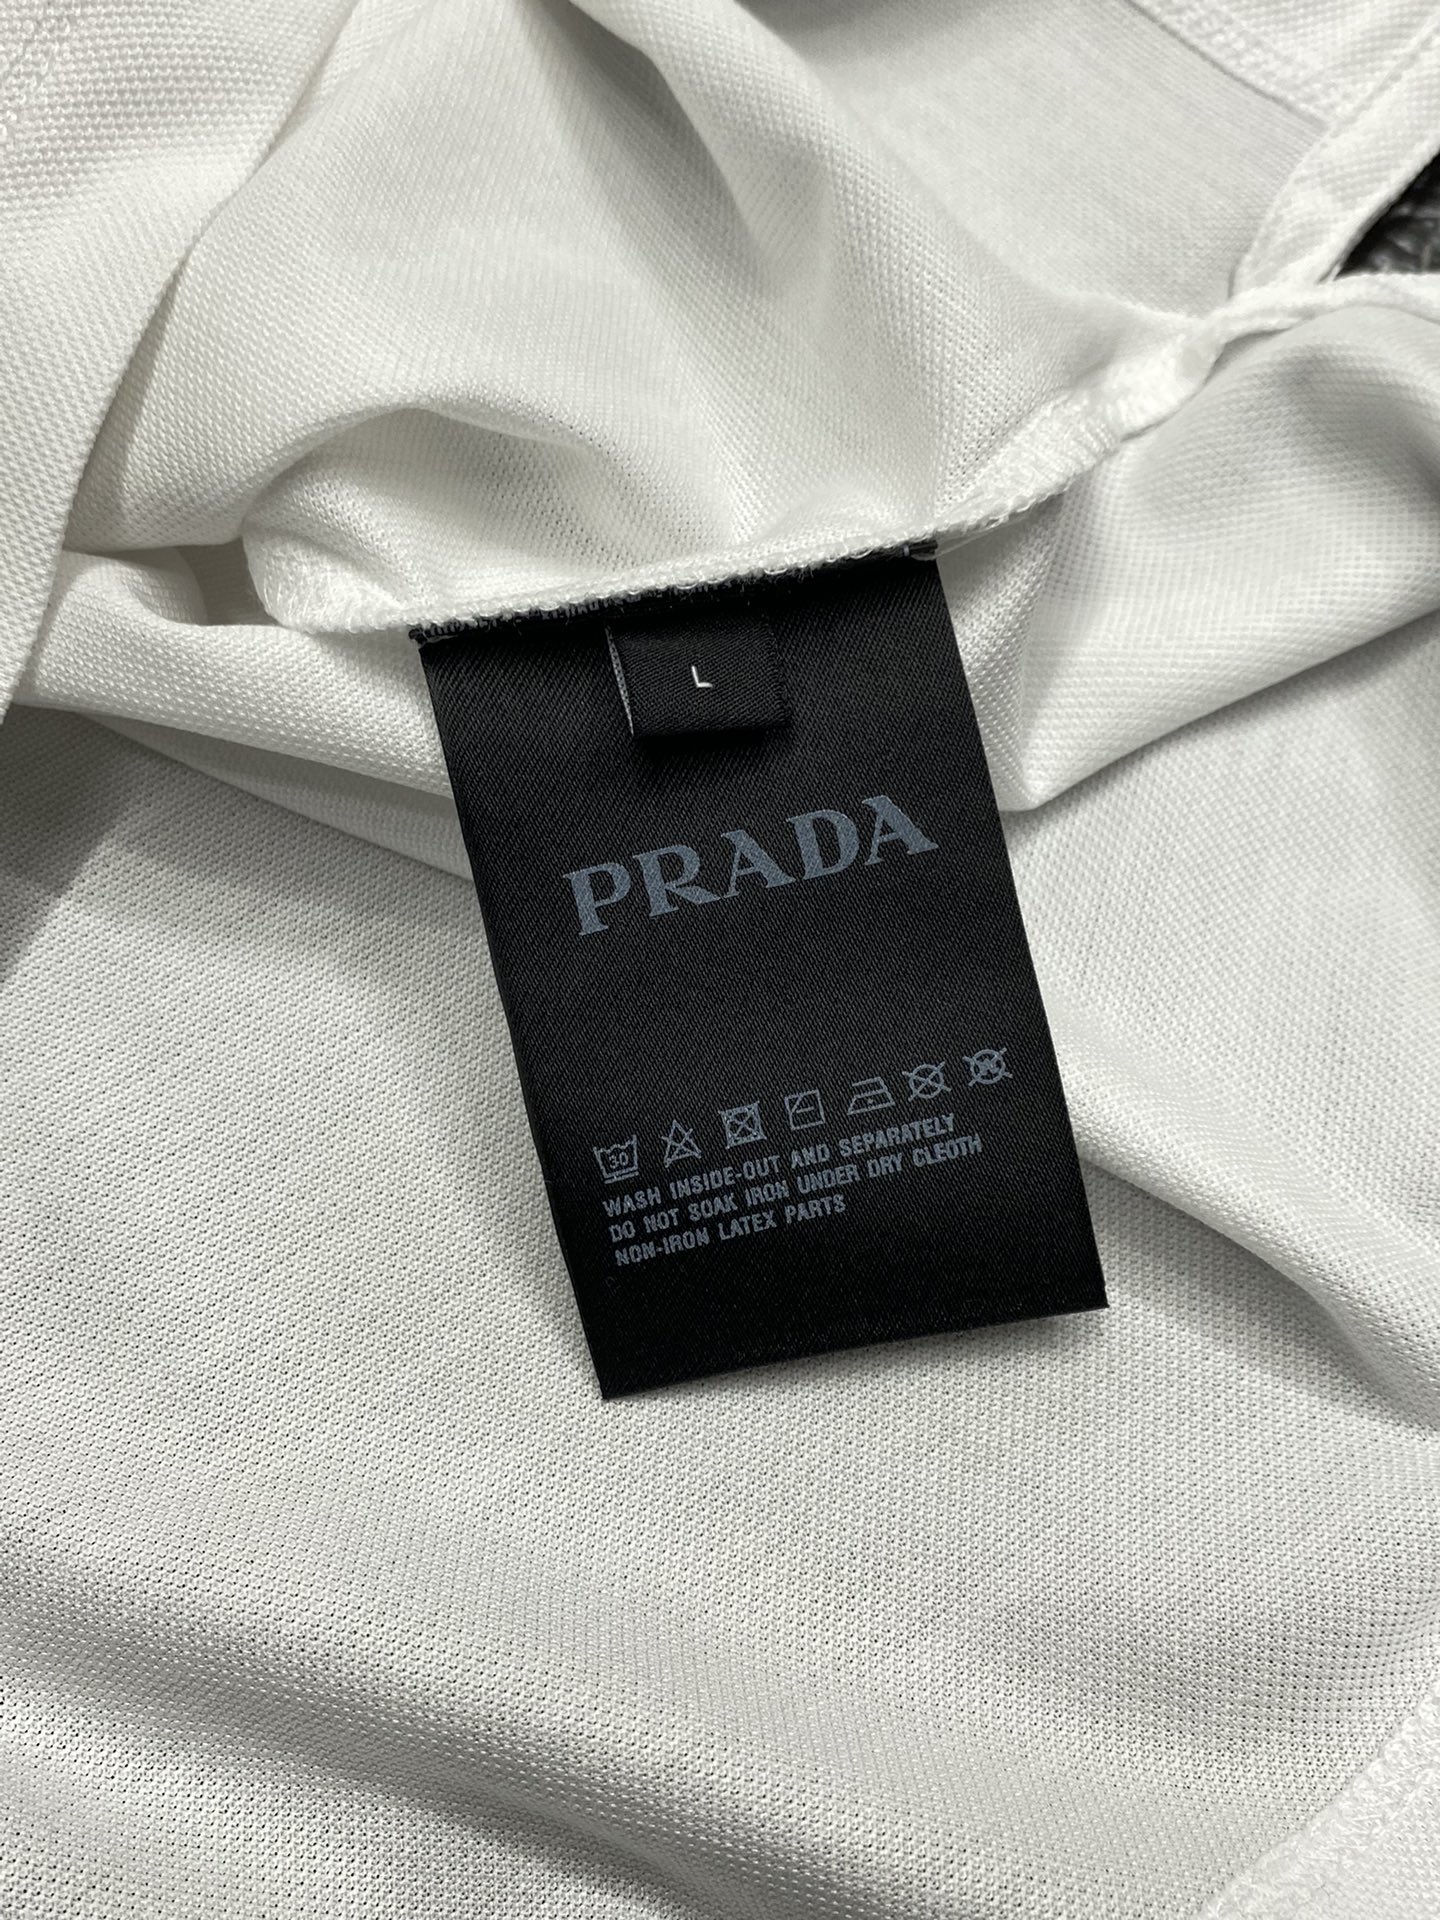 L
PRADA
30
WASH INSIDE-OUT AND SEPARATELY
DO NOT SOAK IRON UNDER DRY CLEOTH
NON-IRON LATEX PARTS